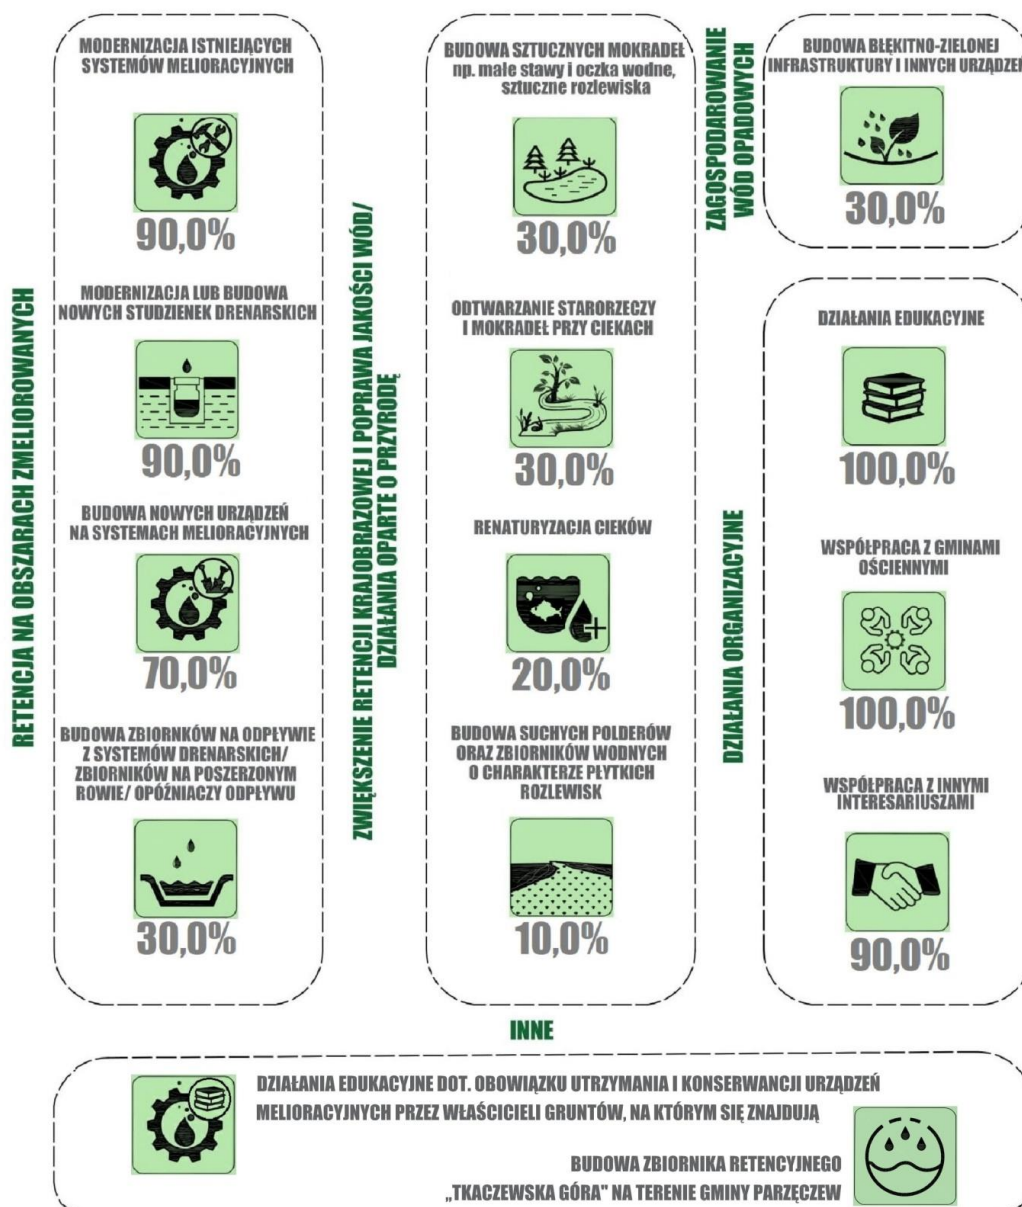 RETENCJA NA OBSZARACH ZMELIOROWANYCH
MODERNIZACJA ISTNIEJĄCYCH
SYSTEMÓW MELIORACYJNYCH
90,0%
MODERNIZACJA LUB BUDOWA
NOWYCH STUDZIENEK DRENARSKICH
90,0%
BUDOWA NOWYCH URZĄDZEŃ
NA SYSTEMACH MELIORACYJNYCH
70,0%
BUDOWA ZBIORNKÓW NA ODPŁYWIE
Z SYSTEMÓW DRENARSKICH/
ZBIORNIKÓW NA POSZERZONYM
ROWIE/ OPÓŹNIACZY ODPŁYWU
30,0%
ZWIĘKSZENIE RETENCJI KRAJOBRAZOWEJ I POPRAWA JAKOŚCI WÓD/
DZIAŁANIA OPARTE O PRZYRODĘ
BUDOWA SZTUCZNYCH MOKRADEŁ
np. małe stawy i oczka wodne,
sztuczne rozlewiska
30,0%
ODTWARZANIE STARORZECZY
I MOKRADEŁ PRZY CIEKACH
30,0%
RENATURYZACJA CIEKÓW
20,0%
BUDOWA SUCHYCH POLDERÓW
ORAZ ZBIORNIKÓW WODNYCH
O CHARAKTERZE PŁYTKICH
ROZLEWISK
10,0%
ZAGOSPODAROWANIE
WÓD OPADOWYCH
BUDOWA BŁĘKITNO-ZIELONEJ
INFRASTRUKTURY I INNYCH URZĄDZEŃ
30,0%
DZIAŁANIA ORGANIZACYJNE
DZIAŁANIA EDUKACYJNE
100,0%
WSPÓŁPRACA Z GMINAMI
OŚCIENNYMI
100,0%
WSPÓŁPRACA Z INNYMI
INTERESARIUSZAMI
90,0%
INNE
DZIAŁANIA EDUKACYJNE DOT. OBOWIĄZKU UTRZYMANIA I KONSERWANCJI URZĄDZEŃ
MELIORACYJNYCH PRZEZ WŁAŚCICIELI GRUNTÓW, NA KTÓRYM SIĘ ZNAJDUJĄ
BUDOWA ZBIORNIKA RETENCYJNEGO
„TKACZEWSKA GÓRA" NA TERENIE GMINY PARZĘCZEW